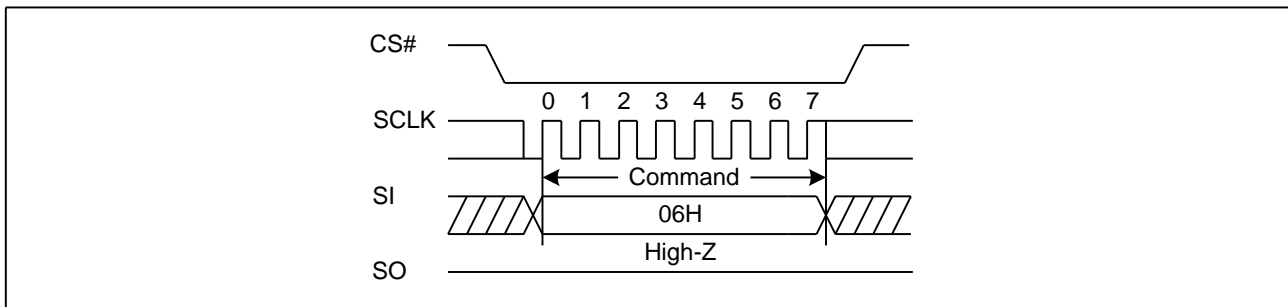 CS#
0 1 2 3 4 5 6 7
SCLK
Command
SI
06H
High-Z
SO